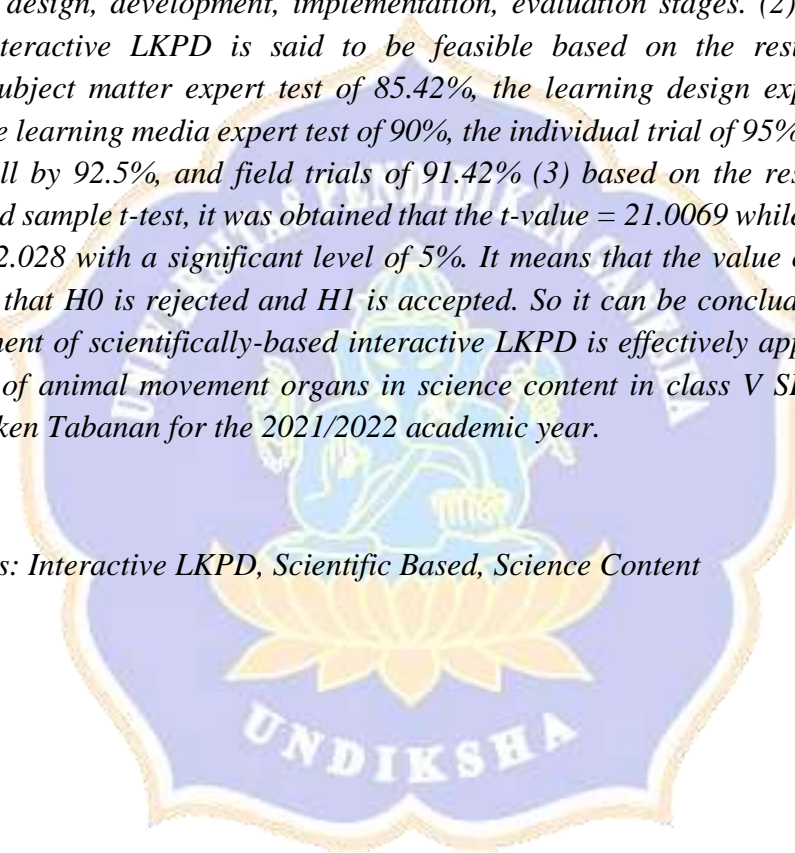 design, development, implementation, evaluation stages. (2)
nteractive LKPD is said to be feasible based on the resu
ubject matter expert test of 85.42%, the learning design exp
e learning media expert test of 90%, the individual trial of 95%
ll by 92.5%, and field trials of 91.42% (3) based on the res
d sample t-test, it was obtained that the t-value = 21.0069 while
2.028 with a significant level of 5%. It means that the value o
that H0 is rejected and H1 is accepted. So it can be conclud
ment of scientifically-based interactive LKPD is effectively app
of animal movement organs in science content in class V S
ken Tabanan for the 2021/2022 academic year.
s: Interactive LKPD, Scientific Based, Science Content
UNIVERSITAS PENDIDIKAN GANESHA
UNDIKSHA